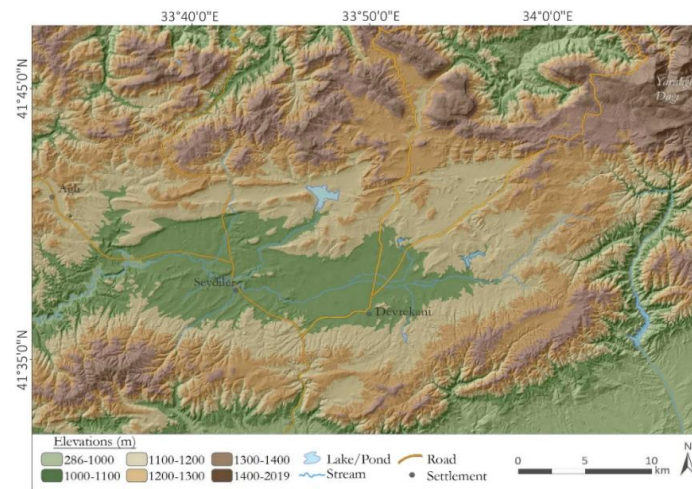 33°40'0"E 33°50'0"E 34°0'0"E
41°45'0"N
41°35'0"N
Ağlı
Seydiler
Devrekani
Elevations (m)
286-1000 1100-1200 1300-1400 Lake/Pond Road
1000-1100 1200-1300 1400-2019 Stream Settlement
0 5 10
km
N